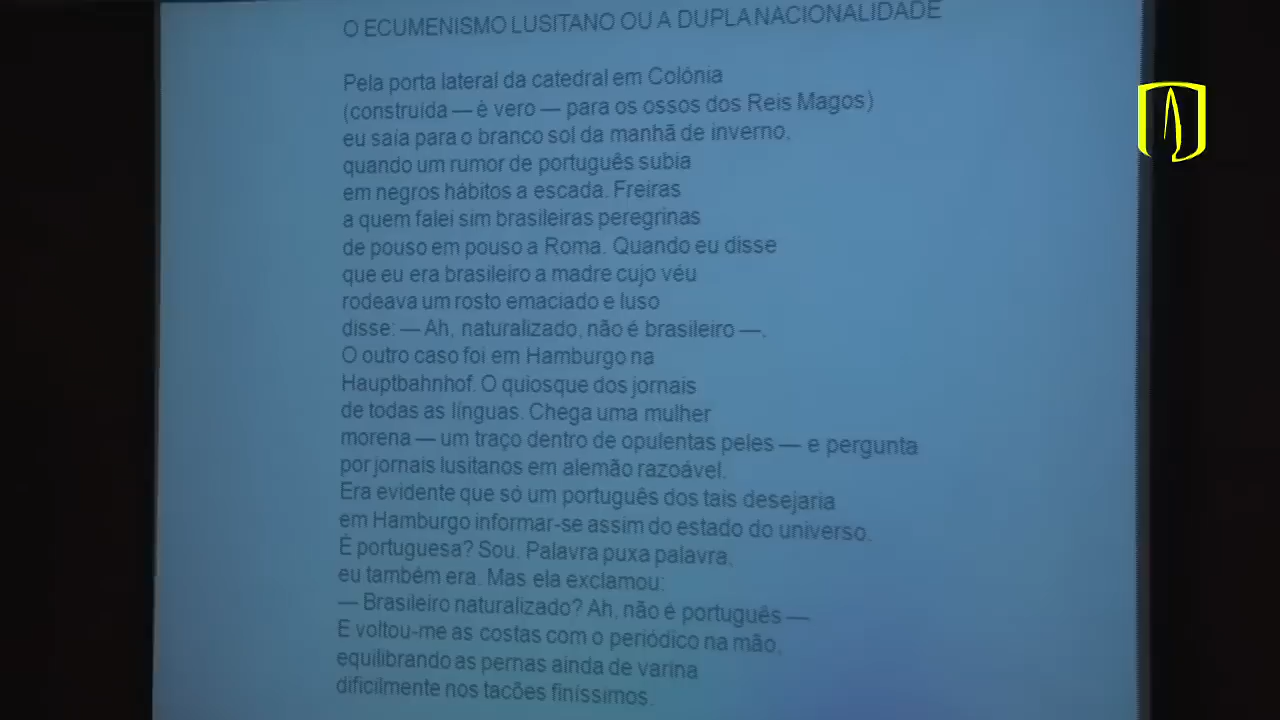 O ECUMENISMO LUSITANO OU A DUPLA NACIONALIDADE
Pela porta lateral da catedral em Colónia
(construída — é vero — para os ossos dos Reis Magos)
eu saía para o branco sol da manhã de inverno,
quando um rumor de português subia
em negros hábitos a escada. Freiras
a quem falei sim brasileiras peregrinas
de pouso em pouso a Roma. Quando eu disse
que eu era brasileiro a madre cujo véu
rodeava um rosto emaciado e luso
disse: — Ah, naturalizado, não é brasileiro —.
O outro caso foi em Hamburgo na
Hauptbahnhof. O quiosque dos jornais
de todas as línguas. Chega uma mulher
morena — um traço dentro de opulentas peles — e pergunta
por jornais lusitanos em alemão razoável.
Era evidente que só um português dos tais desejaria
em Hamburgo informar-se assim do estado do universo.
É portuguesa? Sou. Palavra puxa palavra,
eu também era. Mas ela exclamou:
— Brasileiro naturalizado? Ah, não é português —
E voltou-me as costas com o periódico na mão,
equilibrando as pernas ainda de varina
dificilmente nos tacões finíssimos.